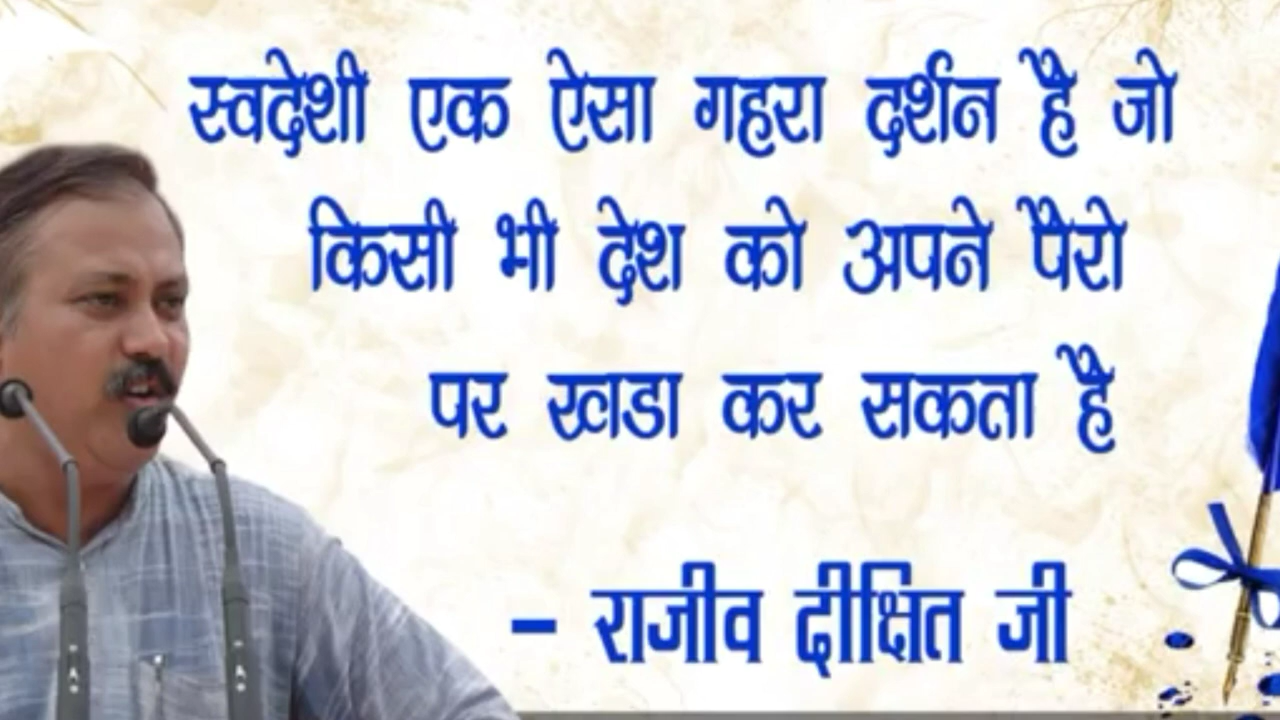 स्वदेशी एक ऐसा गहरा दर्शन है जो
किसी भी देश को अपने पैरो
पर खडा कर सकता है
- राजीव दीक्षित जी